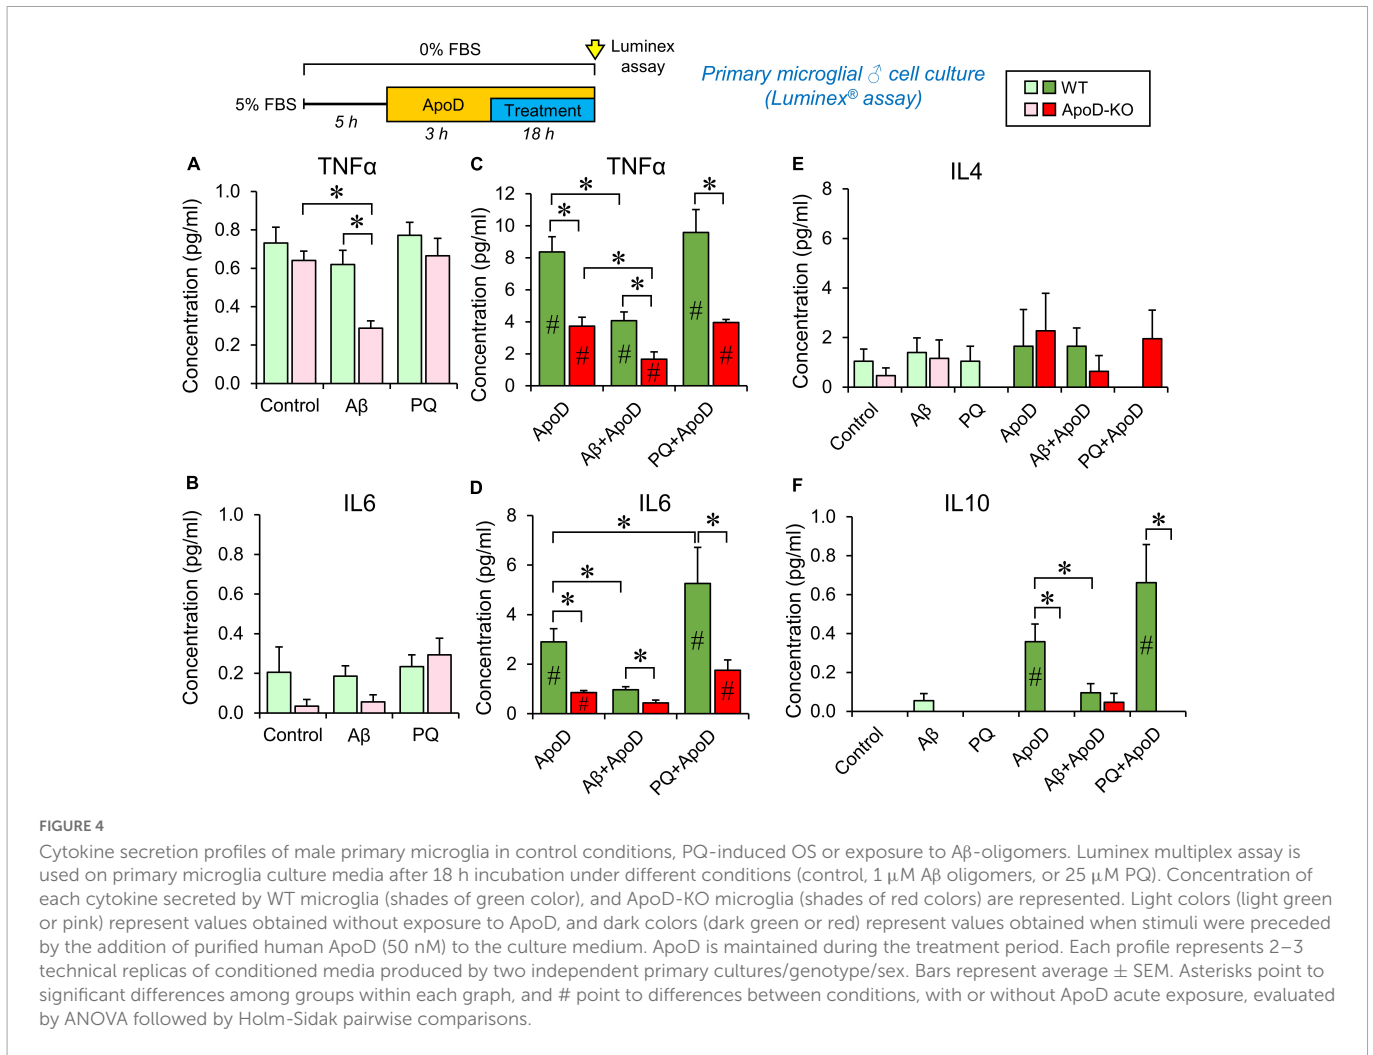 0% FBS
Luminex
assay
5% FBS
ApoD
Treatment
5 h
3 h
18 h
Primary microglial ♂ cell culture
(Luminex® assay)
WT
ApoD-KO
A
TNFα
Concentration (pg/ml)
1.0
0.8
0.6
0.4
0.2
0.0
*
*
Control
Aβ
PQ
C
TNFα
Concentration (pg/ml)
12
10
8
6
4
2
0
*
*
*
*
*
#
#
#
#
#
#
ApoD
Aβ+ApoD
PQ+ApoD
E
IL4
Concentration (pg/ml)
8
6
4
2
0
Control
Aβ
PQ
ApoD
Aβ+ApoD
PQ+ApoD
B
IL6
Concentration (pg/ml)
1.0
0.8
0.6
0.4
0.2
0.0
Control
Aβ
PQ
D
IL6
Concentration (pg/ml)
8
6
4
2
0
*
*
*
*
*
#
#
#
#
ApoD
Aβ+ApoD
PQ+ApoD
F
IL10
Concentration (pg/ml)
1.0
0.8
0.6
0.4
0.2
0.0
*
*
*
#
#
Control
Aβ
PQ
ApoD
Aβ+ApoD
PQ+ApoD
FIGURE 4
Cytokine secretion profiles of male primary microglia in control conditions, PQ-induced OS or exposure to Aβ-oligomers. Luminex multiplex assay is
used on primary microglia culture media after 18 h incubation under different conditions (control, 1 μM Aβ oligomers, or 25 μM PQ). Concentration of
each cytokine secreted by WT microglia (shades of green color), and ApoD-KO microglia (shades of red colors) are represented. Light colors (light green
or pink) represent values obtained without exposure to ApoD, and dark colors (dark green or red) represent values obtained when stimuli were preceded
by the addition of purified human ApoD (50 nM) to the culture medium. ApoD is maintained during the treatment period. Each profile represents 2–3
technical replicas of conditioned media produced by two independent primary cultures/genotype/sex. Bars represent average ± SEM. Asterisks point to
significant differences among groups within each graph, and # point to differences between conditions, with or without ApoD acute exposure, evaluated
by ANOVA followed by Holm-Sidak pairwise comparisons.